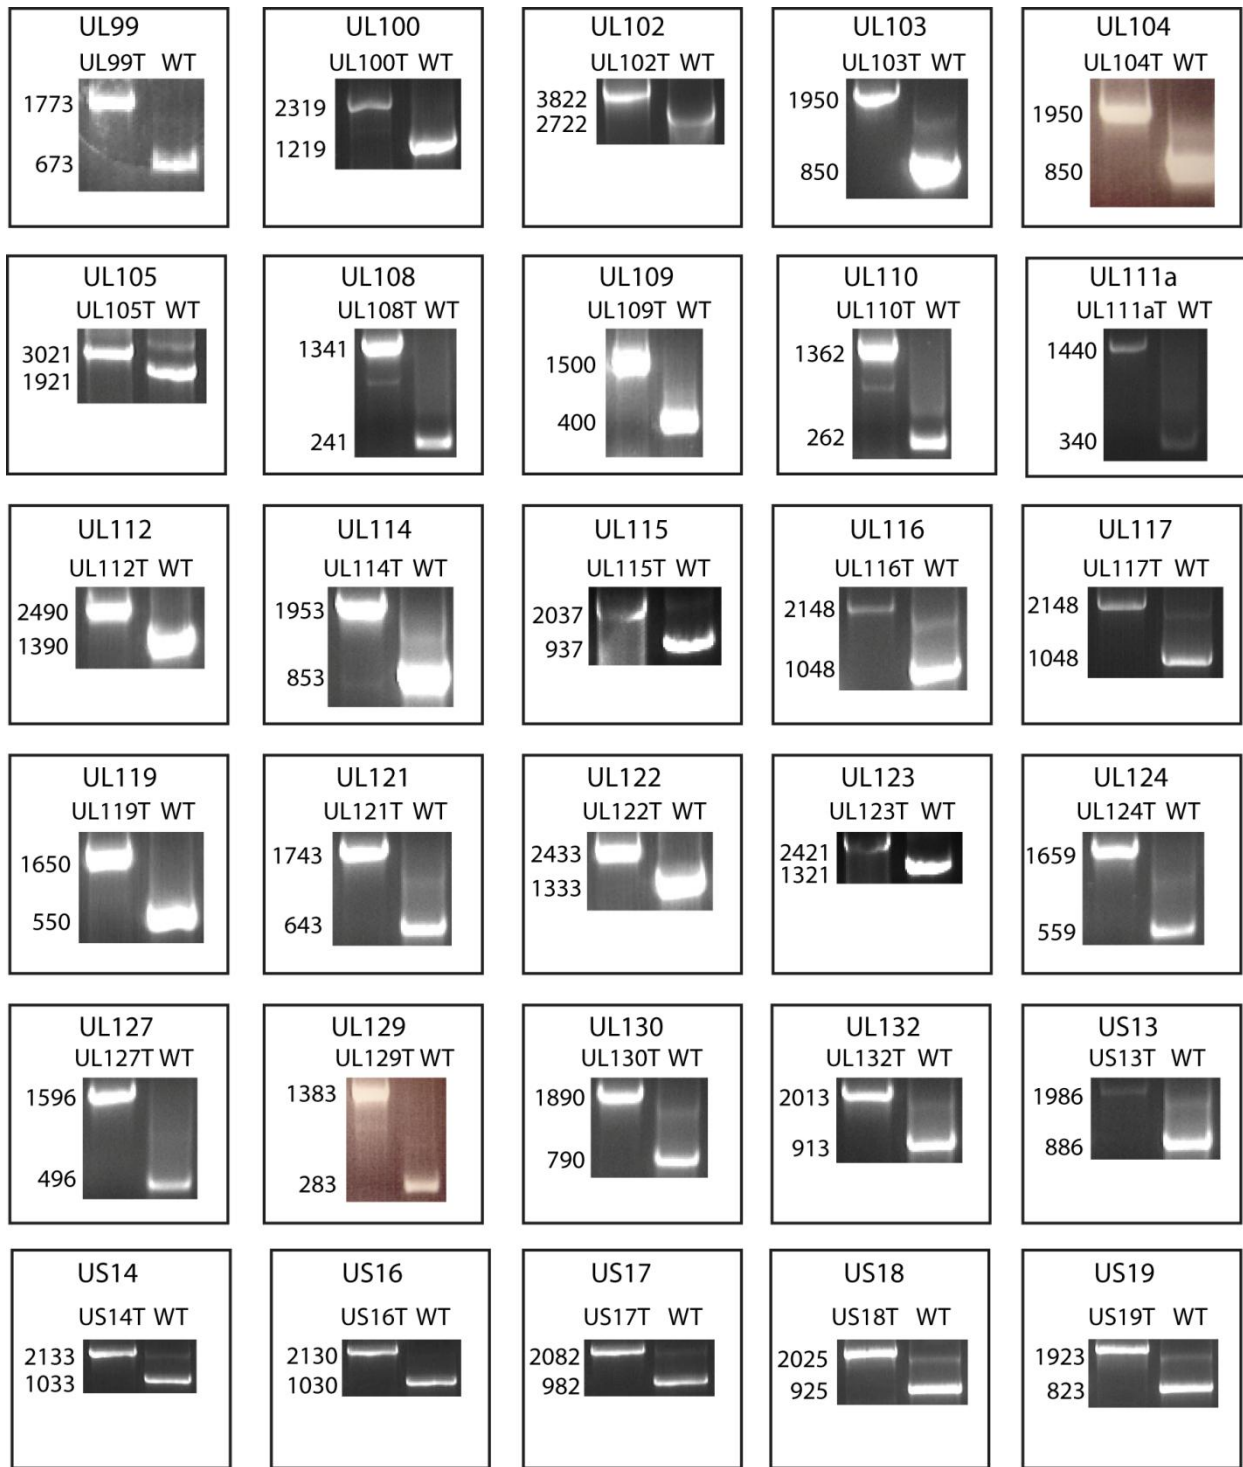 UL99
UL99T WT
1773
673
UL100
UL100T WT
2319
1219
UL102
UL102T WT
3822
2722
UL103
UL103T WT
1950
850
UL104
UL104T WT
1950
850
UL105
UL105T WT
3021
1921
UL108
UL108T WT
1341
241
UL109
UL109T WT
1500
400
UL110
UL110T WT
1362
262
UL111a
UL111aT WT
1440
340
UL112
UL112T WT
2490
1390
UL114
UL114T WT
1953
853
UL115
UL115T WT
2037
937
UL116
UL116T WT
2148
1048
UL117
UL117T WT
2148
1048
UL119
UL119T WT
1650
550
UL121
UL121T WT
1743
643
UL122
UL122T WT
2433
1333
UL123
UL123T WT
2421
1321
UL124
UL124T WT
1659
559
UL127
UL127T WT
1596
496
UL129
UL129T WT
1383
283
UL130
UL130T WT
1890
790
UL132
UL132T WT
2013
913
US13
US13T WT
1986
886
US14
US14T WT
2133
1033
US16
US16T WT
2130
1030
US17
US17T WT
2082
982
US18
US18T WT
2025
925
US19
US19T WT
1923
823